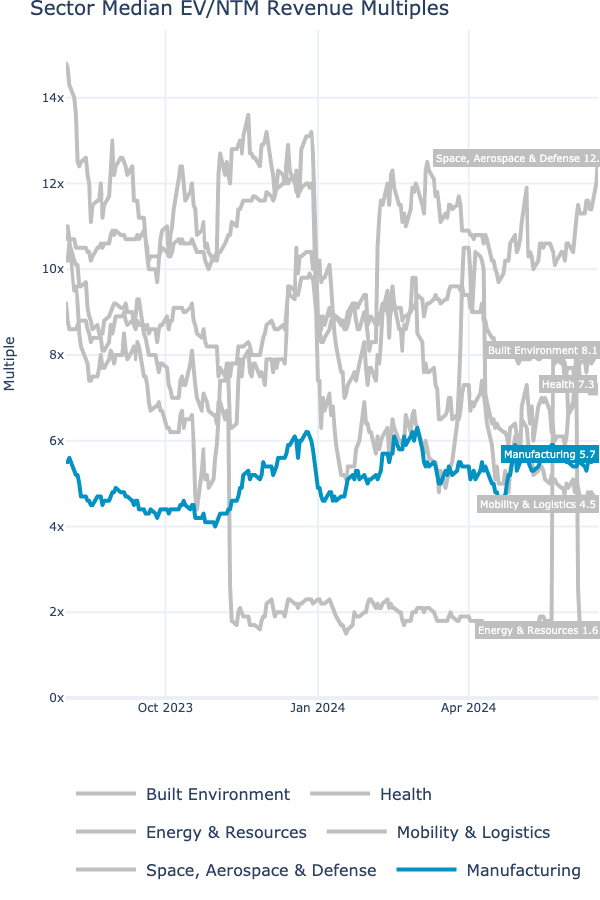 Sector Median EV/NTM Revenue Multiples
Multiple
14x
12x
10x
8x
6x
4x
2x
0x
Space, Aerospace & Defense 12.
Built Environment 8.1
Health 7.3
Manufacturing 5.7
Mobility & Logistics 4.5
Energy & Resources 1.6
Oct 2023
Jan 2024
Apr 2024
Built Environment
Health
Energy & Resources
Mobility & Logistics
Space, Aerospace & Defense
Manufacturing